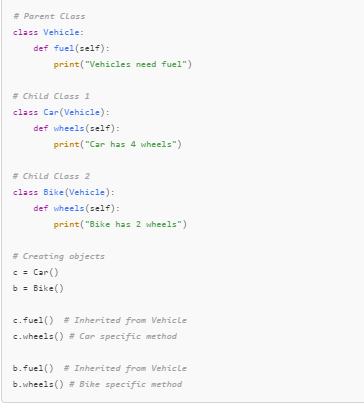 # Parent Class
class Vehicle:
    def fuel(self):
        print("Vehicles need fuel")

# Child Class 1
class Car(Vehicle):
    def wheels(self):
        print("Car has 4 wheels")

# Child Class 2
class Bike(Vehicle):
    def wheels(self):
        print("Bike has 2 wheels")

# Creating objects
c = Car()
b = Bike()

c.fuel()  # Inherited from Vehicle
c.wheels() # Car specific method

b.fuel()  # Inherited from Vehicle
b.wheels() # Bike specific method